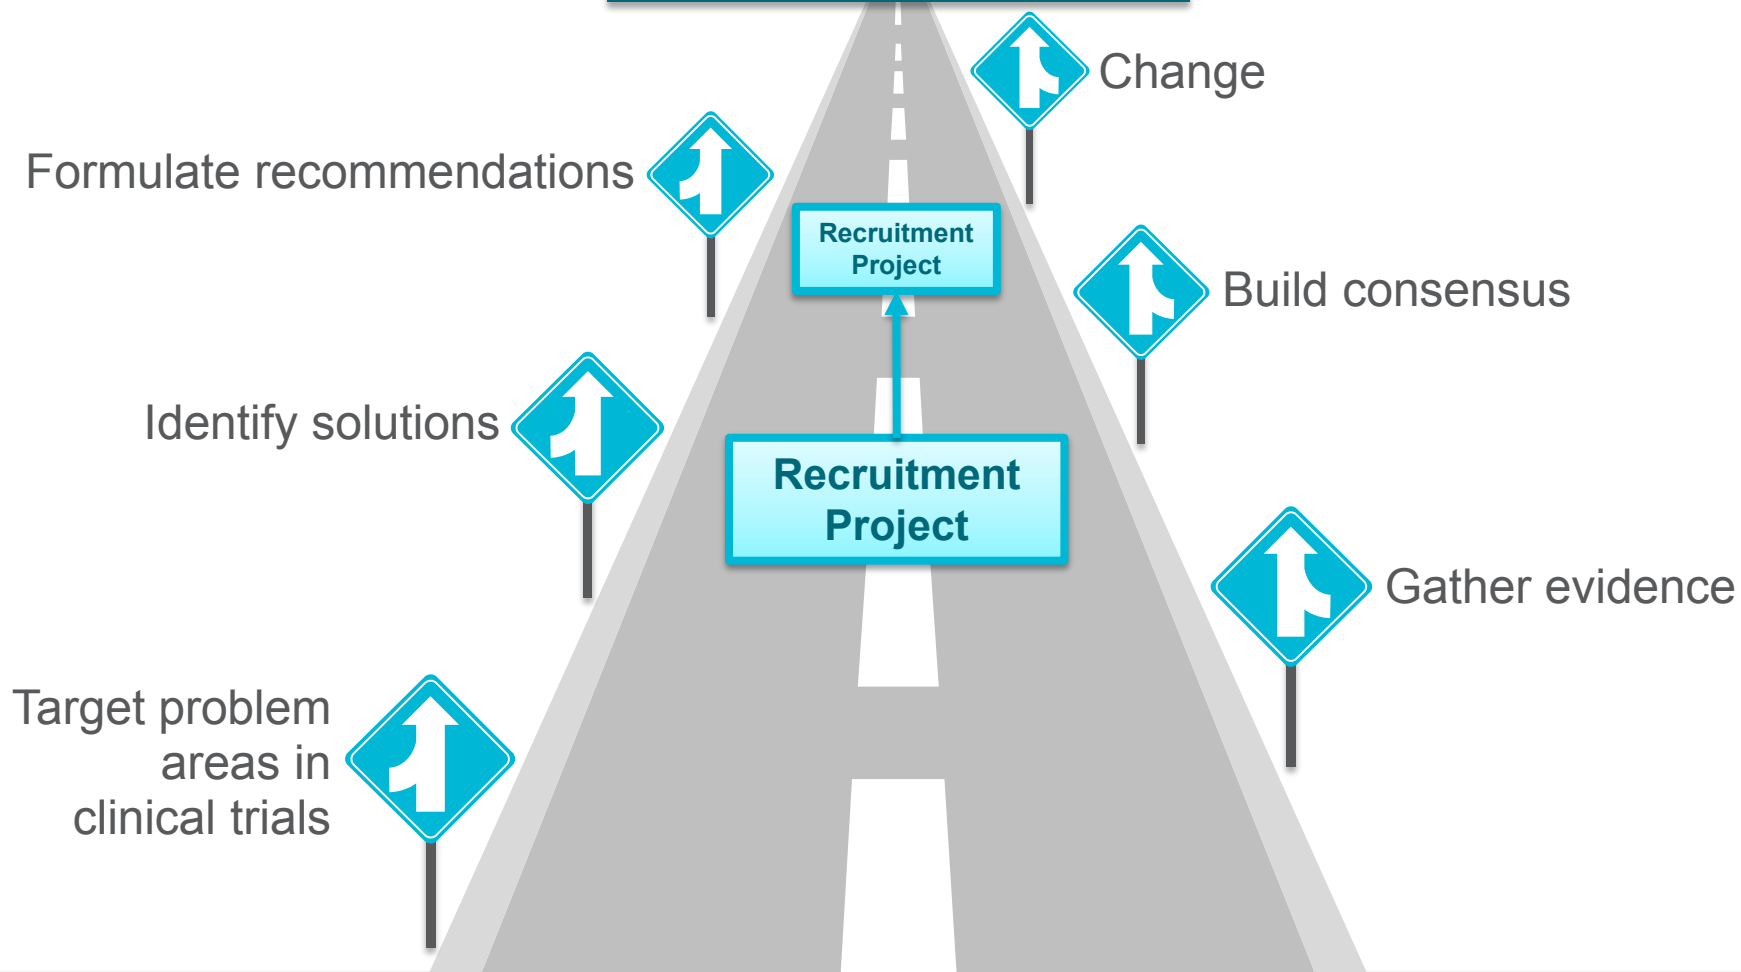 Change
Formulate recommendations
Recruitment
Project
Build consensus
Identify solutions
Recruitment
Project
Gather evidence
Target problem
areas in
clinical trials